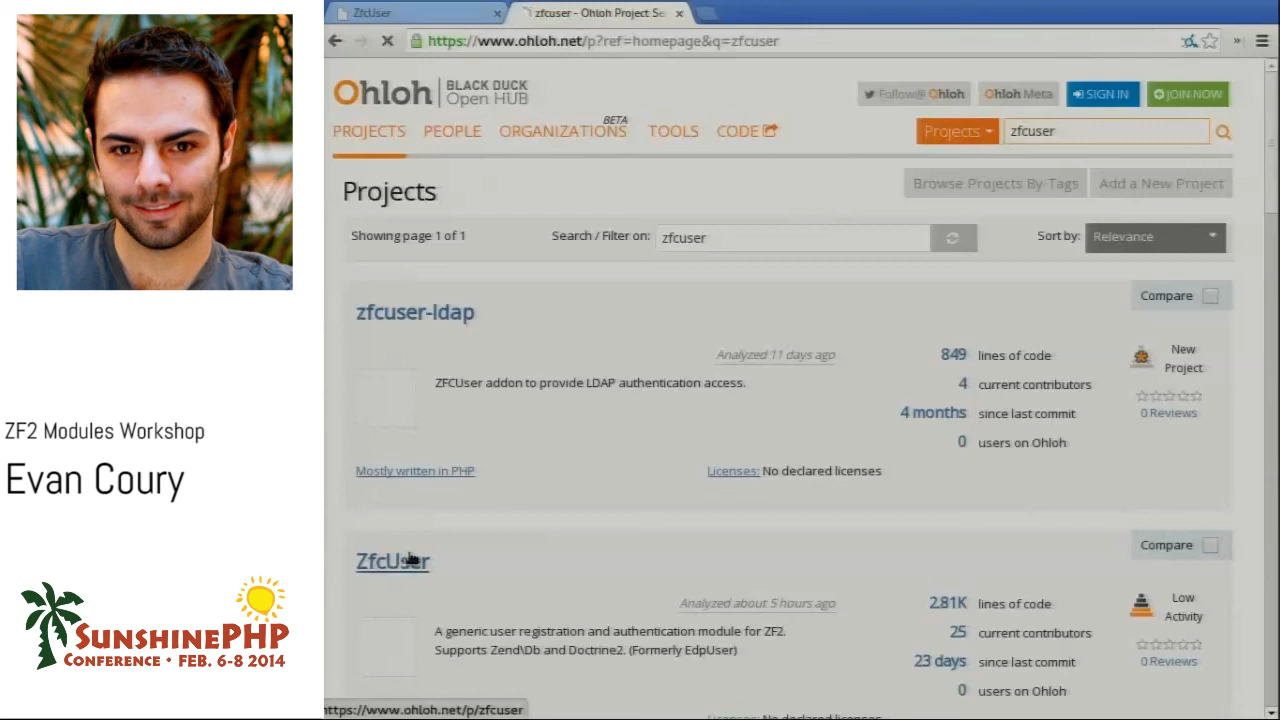 ZF2 Modules Workshop
Evan Coury
SUNSHINEPHP
CONFERENCE • FEB. 6-8 2014
ZfcUser
zfcuser - Ohloh Project Se
https://www.ohloh.net/p?ref=homepage&q=zfcuser
Ohloh BLACK DUCK Open HUB
Follow@ Ohloh
Ohloh Meta
SIGN IN
JOIN NOW
PROJECTS PEOPLE ORGANIZATIONS BETA TOOLS CODE
Projects
zfcuser
Projects
Browse Projects By Tags
Add a New Project
Showing page 1 of 1
Search / Filter on: zfcuser
Sort by: Relevance
Compare
zfcuser-ldap
Analyzed 11 days ago
849 lines of code
New Project
ZFCUser addon to provide LDAP authentication access.
4 current contributors
4 months since last commit
0 Reviews
0 users on Ohloh
Mostly written in PHP
Licenses: No declared licenses
Compare
ZfcUser
Analyzed about 5 hours ago
2.81K lines of code
Low Activity
A generic user registration and authentication module for ZF2.
Supports Zend\Db and Doctrine2. (Formerly EdpUser)
25 current contributors
23 days since last commit
0 Reviews
0 users on Ohloh
https://www.ohloh.net/p/zfcuser
Licenses: No declared licenses